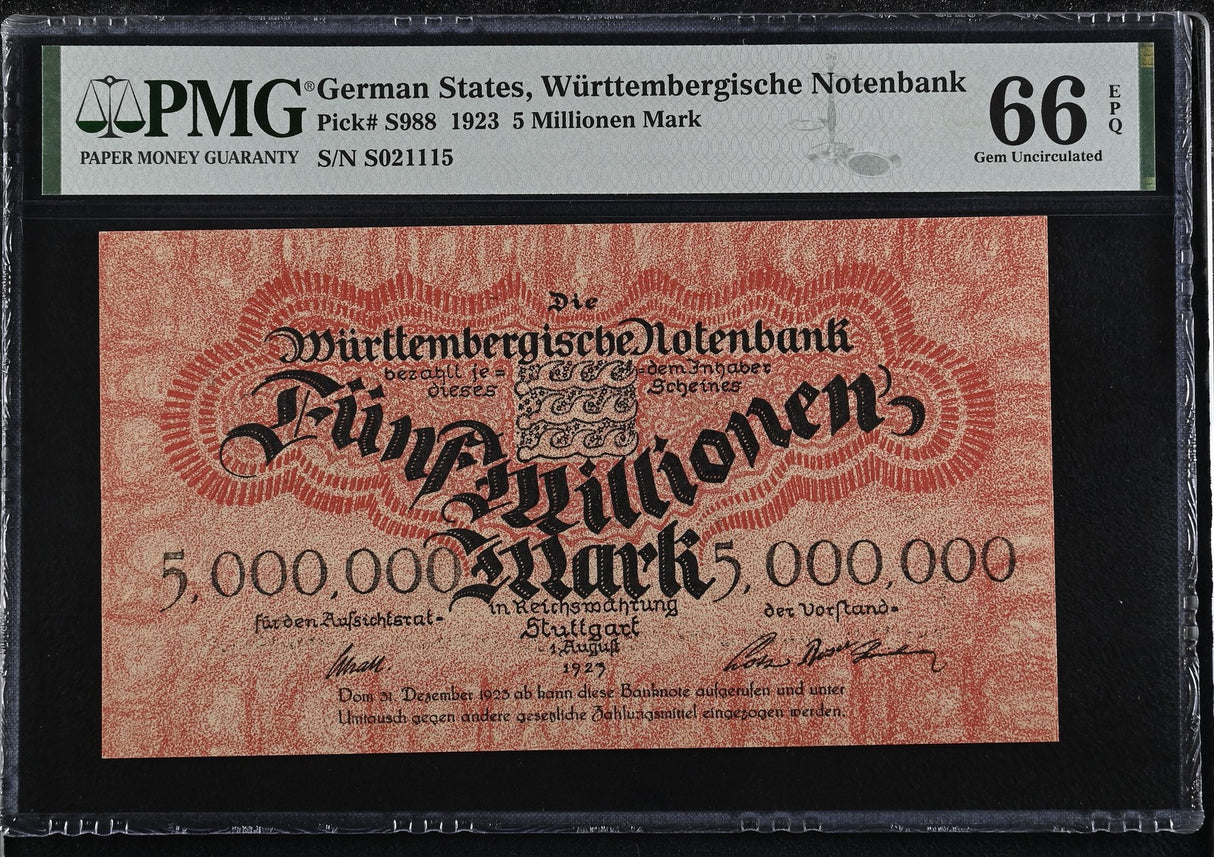 PMG®
PAPER MONEY GUARANTY
German States, Württembergische Notenbank
Pick# S988 1923 5 Millionen Mark
S/N S021115
66
EPQ
Gem Uncirculated
Die
Württembergische Notenbank
bezahlt je= =dem Inhaber
dieses Scheines
Fünf Millionen
Mark
5,000,000 5,000,000
für den Aufsichtsrat- der Vorstand-
in Reichswährung
Stuttgart
-1.August
1923
Vom 31. Dezember 1923 ab kann diese Banknote aufgerufen und unter
Umtausch gegen andere gesetzliche Zahlungsmittel eingezogen werden.